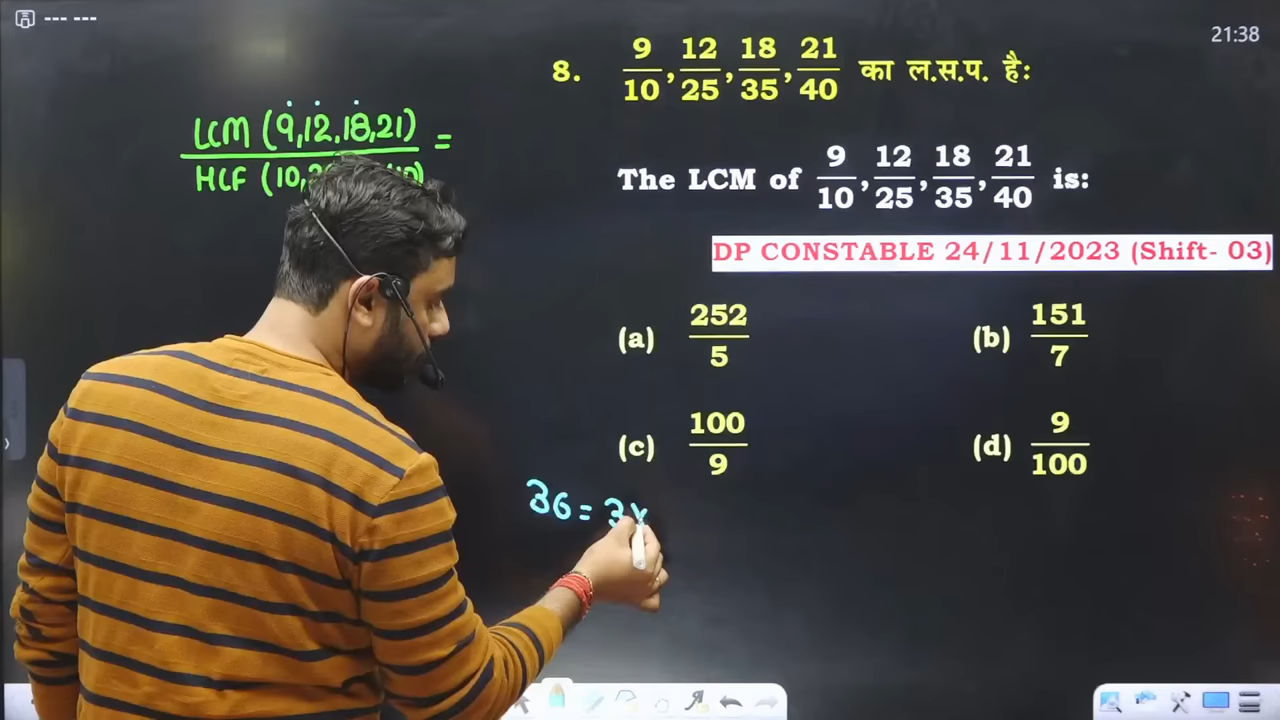 21:38
8. 9/10, 12/25, 18/35, 21/40 का ल.स.प. है:
LCM (9,12,18,21) =
HCF (10,
The LCM of 9/10, 12/25, 18/35, 21/40 is:
DP CONSTABLE 24/11/2023 (Shift- 03)
(a) 252/5 (b) 151/7
(c) 100/9 (d) 9/100
36 = 3x